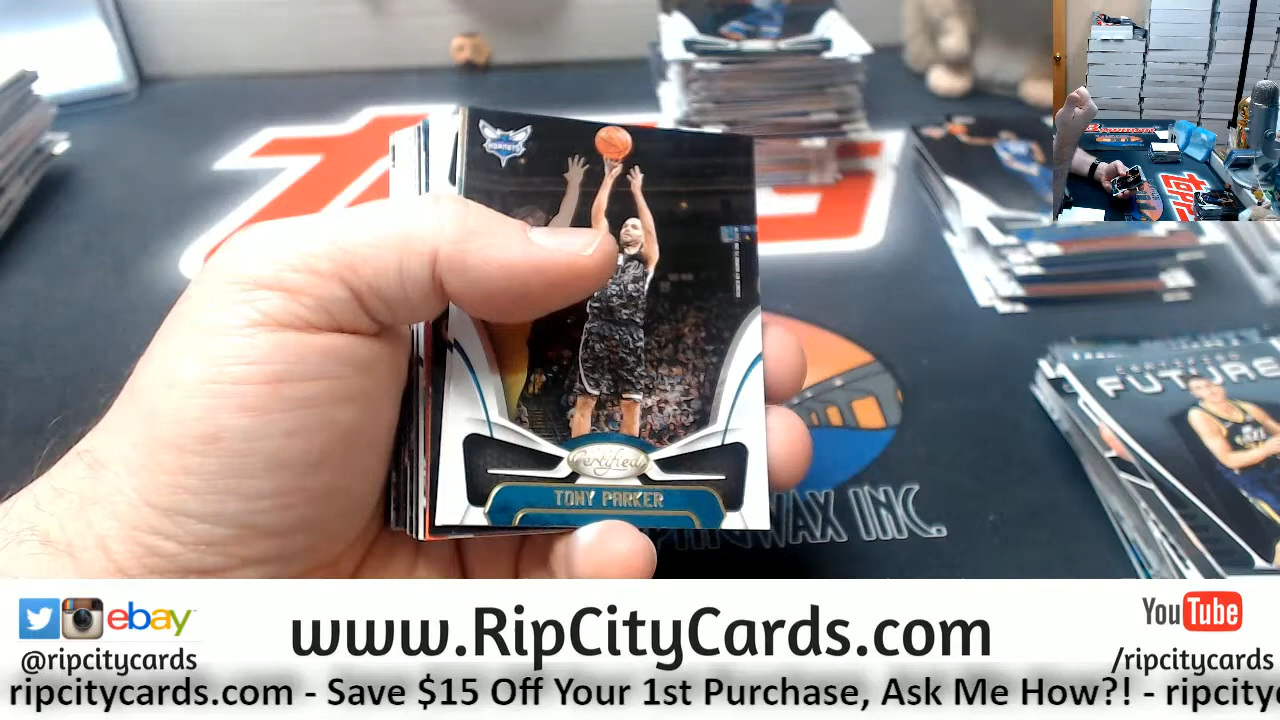 HORNETS
Certified
TONY PARKER
FUTURE
WAX INC.
ebay
@ripcitycards
www.RipCityCards.com
YouTube
/ripcitycards
ripcitycards.com - Save $15 Off Your 1st Purchase, Ask Me How?! - ripcity